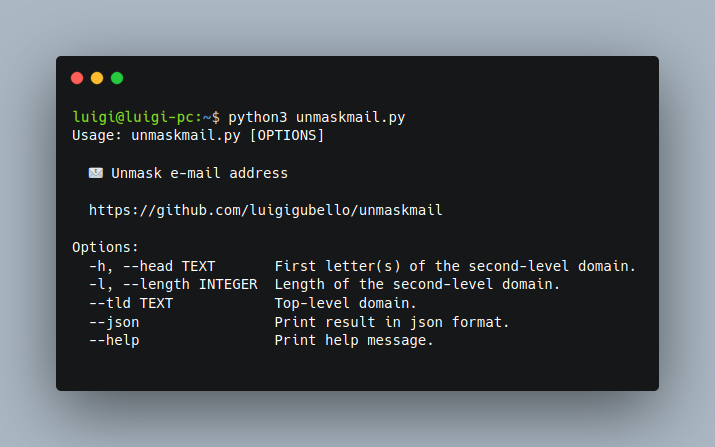 luigi@luigi-pc:~$ python3 unmaskmail.py
Usage: unmaskmail.py [OPTIONS]
📧 Unmask e-mail address
https://github.com/luigigubello/unmaskmail
Options:
-h, --head TEXT First letter(s) of the second-level domain.
-l, --length INTEGER Length of the second-level domain.
--tld TEXT Top-level domain.
--json Print result in json format.
--help Print help message.